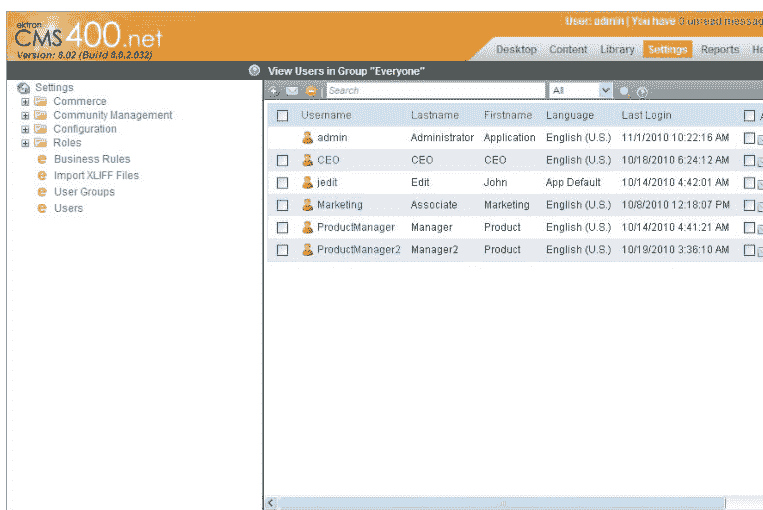 ektron
CMS400.net
Version: 8.02 (Build 8.0.2.032)
User: admin | You have 0 unread messag
Desktop Content Library Settings Reports He
View Users in Group "Everyone"
Settings
Commerce
Community Management
Configuration
Roles
Business Rules
Import XLIFF Files
User Groups
Users
Search All
Username Lastname Firstname Language Last Login A
admin Administrator Application English (U.S.) 11/1/2010 10:22:16 AM
CEO CEO CEO English (U.S.) 10/18/2010 6:24:12 AM
jedit Edit John App Default 10/14/2010 4:42:01 AM
Marketing Associate Marketing English (U.S.) 10/8/2010 12:18:07 PM
ProductManager Manager Product English (U.S.) 10/14/2010 4:41:21 AM
ProductManager2 Manager2 Product English (U.S.) 10/19/2010 3:36:10 AM